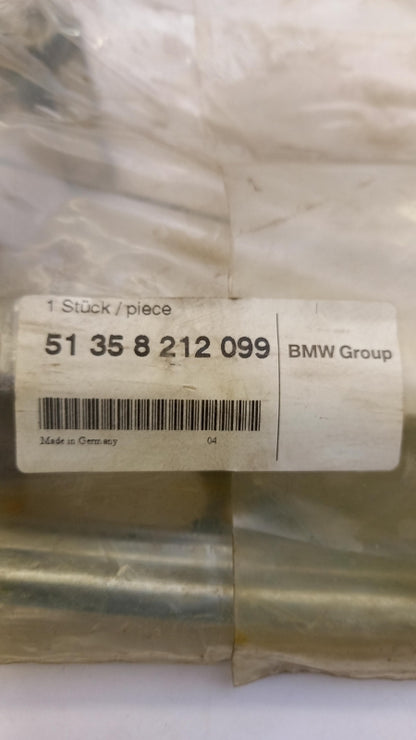 1 Stück / piece
51 35 8 212 099
BMW Group
Made in Germany 04